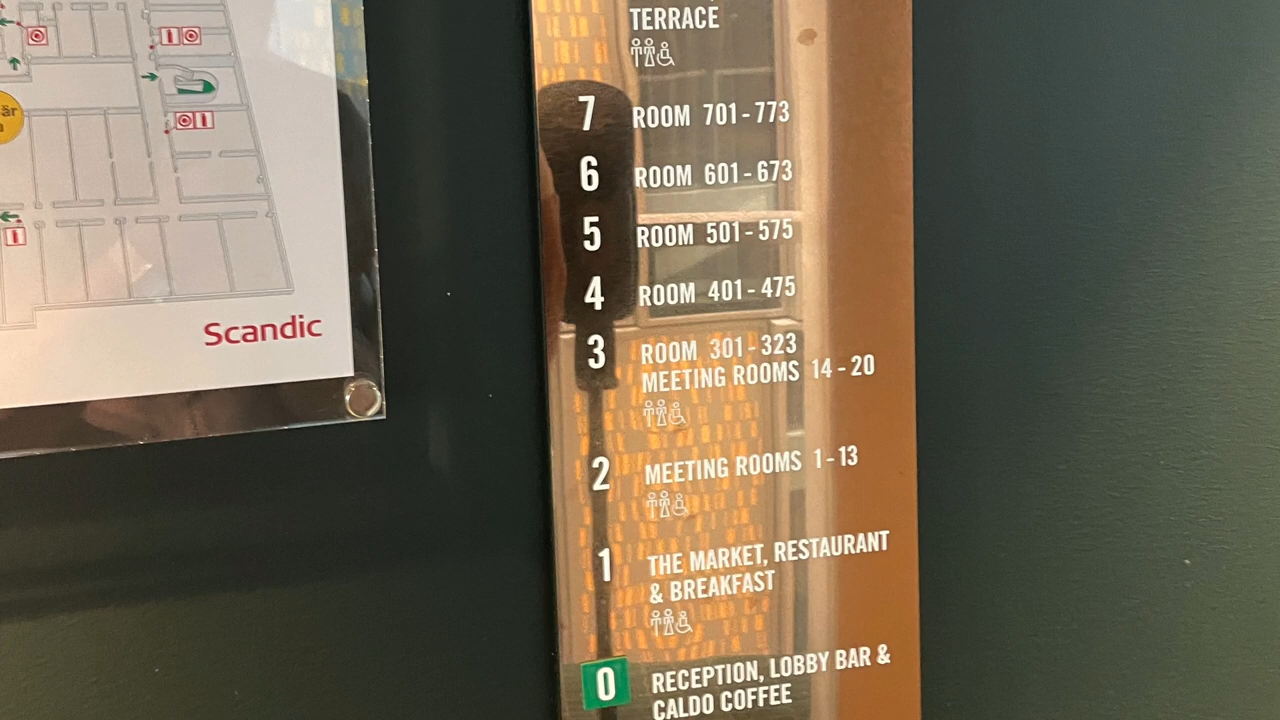 är
Scandic
TERRACE
7 ROOM 701-773
6 ROOM 601-673
5 ROOM 501-575
4 ROOM 401-475
3 ROOM 301-323
MEETING ROOMS 14-20
2 MEETING ROOMS 1-13
1 THE MARKET, RESTAURANT
& BREAKFAST
0 RECEPTION, LOBBY BAR &
CALDO COFFEE